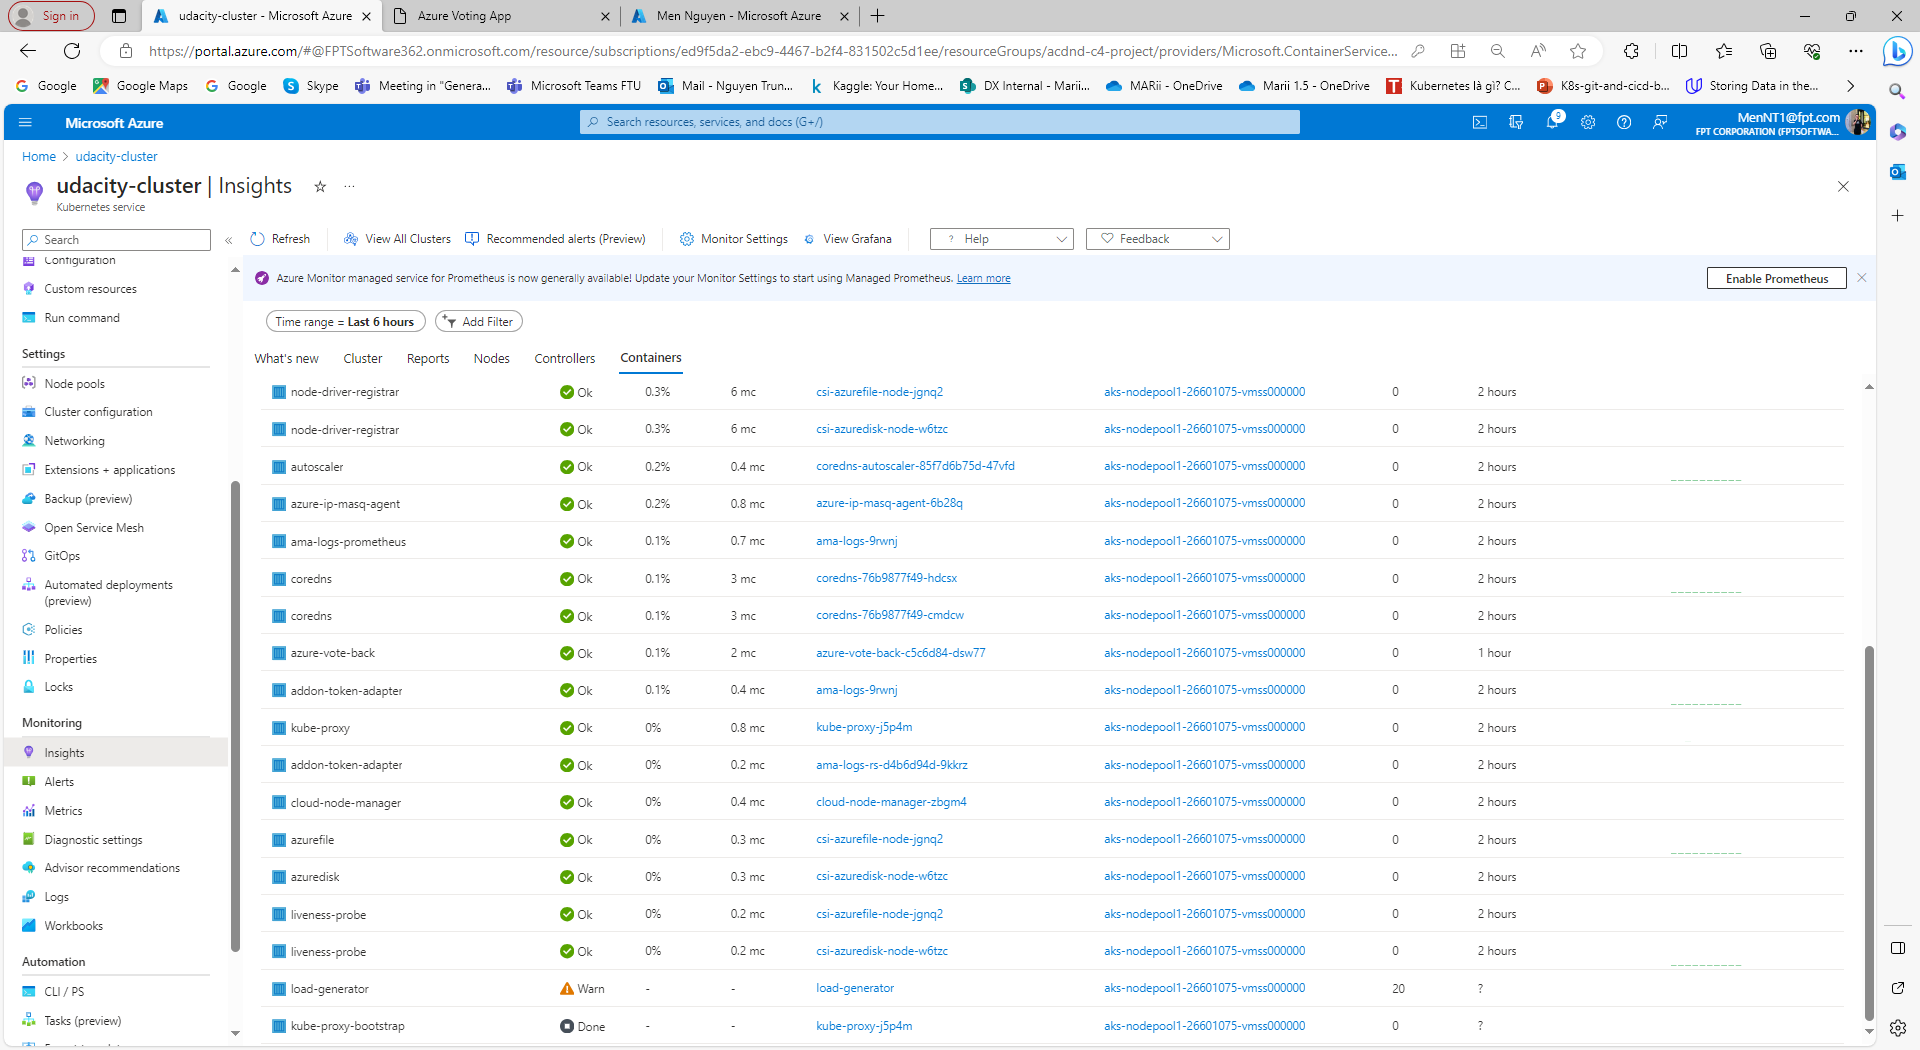 Sign in
udacity-cluster - Microsoft Azure
Azure Voting App
Men Nguyen - Microsoft Azure
https://portal.azure.com/#@FPTSoftware362.onmicrosoft.com/resource/subscriptions/ed9f5da2-ebc9-4467-b2f4-831502c5d1ee/resourceGroups/acdnd-c4-project/providers/Microsoft.ContainerService...
Google
Google Maps
Google
Skype
Meeting in "Genera...
Microsoft Teams FTU
Mail - Nguyen Trun...
Kaggle: Your Home...
DX Internal - Marii...
MARii - OneDrive
Marii 1.5 - OneDrive
Kubernetes là gì? C...
K8s-git-and-cicd-b...
Storing Data in the...
Microsoft Azure
Search resources, services, and docs (G+/)
9
MenNT1@fpt.com
FPT CORPORATION (FPTSOFTWA...
Home > udacity-cluster
udacity-cluster | Insights
Kubernetes service
Search
Refresh
View All Clusters
Recommended alerts (Preview)
Monitor Settings
View Grafana
? Help
Feedback
Azure Monitor managed service for Prometheus is now generally available! Update your Monitor Settings to start using Managed Prometheus. Learn more
Enable Prometheus
Time range = Last 6 hours
Add Filter
What's new
Cluster
Reports
Nodes
Controllers
Containers
Configuration
Custom resources
Run command
Settings
Node pools
Cluster configuration
Networking
Extensions + applications
Backup (preview)
Open Service Mesh
GitOps
Automated deployments
(preview)
Policies
Properties
Locks
Monitoring
Insights
Alerts
Metrics
Diagnostic settings
Advisor recommendations
Logs
Workbooks
Automation
CLI / PS
Tasks (preview)
node-driver-registrar Ok 0.3% 6 mc csi-azurefile-node-jgnq2 aks-nodepool1-26601075-vmss000000 0 2 hours
node-driver-registrar Ok 0.3% 6 mc csi-azuredisk-node-w6tzc aks-nodepool1-26601075-vmss000000 0 2 hours
autoscaler Ok 0.2% 0.4 mc coredns-autoscaler-85f7d6b75d-47vfd aks-nodepool1-26601075-vmss000000 0 2 hours
azure-ip-masq-agent Ok 0.2% 0.8 mc azure-ip-masq-agent-6b28q aks-nodepool1-26601075-vmss000000 0 2 hours
ama-logs-prometheus Ok 0.1% 0.7 mc ama-logs-9rwnj aks-nodepool1-26601075-vmss000000 0 2 hours
coredns Ok 0.1% 3 mc coredns-76b9877f49-hdcsx aks-nodepool1-26601075-vmss000000 0 2 hours
coredns Ok 0.1% 3 mc coredns-76b9877f49-cmdcw aks-nodepool1-26601075-vmss000000 0 2 hours
azure-vote-back Ok 0.1% 2 mc azure-vote-back-c5c6d84-dsw77 aks-nodepool1-26601075-vmss000000 0 1 hour
addon-token-adapter Ok 0.1% 0.4 mc ama-logs-9rwnj aks-nodepool1-26601075-vmss000000 0 2 hours
kube-proxy Ok 0% 0.8 mc kube-proxy-j5p4m aks-nodepool1-26601075-vmss000000 0 2 hours
addon-token-adapter Ok 0% 0.2 mc ama-logs-rs-d4b6d94d-9kkrz aks-nodepool1-26601075-vmss000000 0 2 hours
cloud-node-manager Ok 0% 0.4 mc cloud-node-manager-zbgm4 aks-nodepool1-26601075-vmss000000 0 2 hours
azurefile Ok 0% 0.3 mc csi-azurefile-node-jgnq2 aks-nodepool1-26601075-vmss000000 0 2 hours
azuredisk Ok 0% 0.3 mc csi-azuredisk-node-w6tzc aks-nodepool1-26601075-vmss000000 0 2 hours
liveness-probe Ok 0% 0.2 mc csi-azurefile-node-jgnq2 aks-nodepool1-26601075-vmss000000 0 2 hours
liveness-probe Ok 0% 0.2 mc csi-azuredisk-node-w6tzc aks-nodepool1-26601075-vmss000000 0 2 hours
load-generator Warn - - load-generator aks-nodepool1-26601075-vmss000000 20 ?
kube-proxy-bootstrap Done - - kube-proxy-j5p4m aks-nodepool1-26601075-vmss000000 0 ?